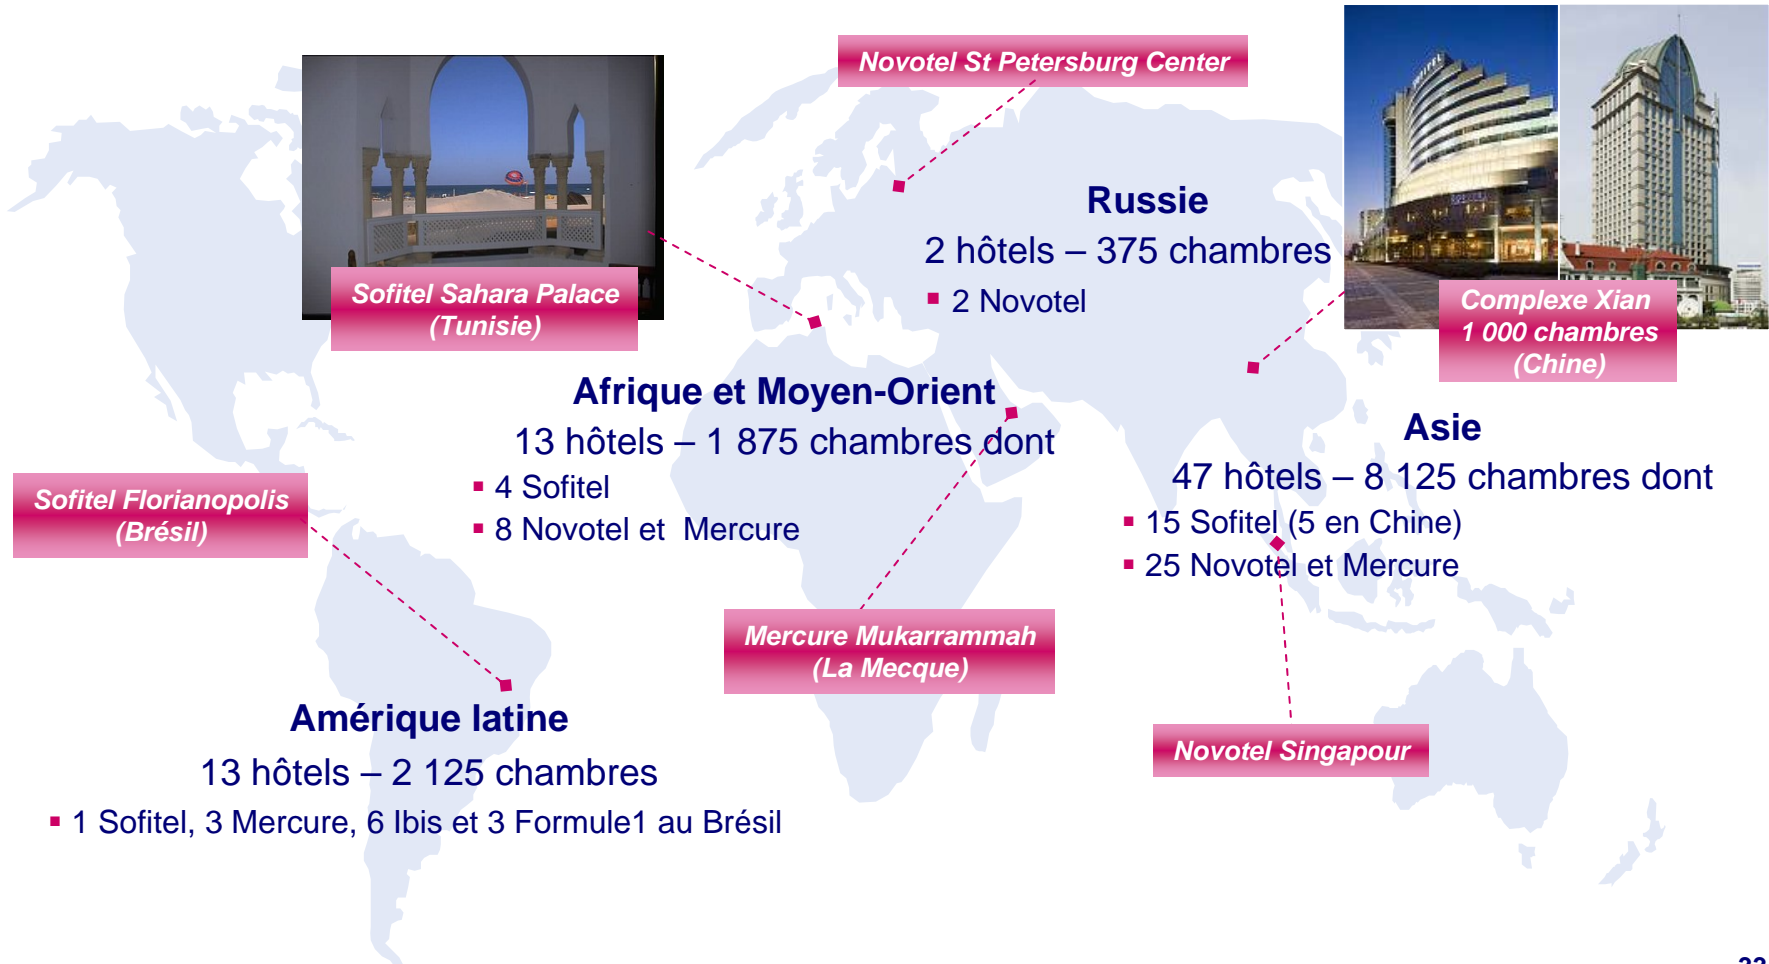 Novotel St Petersburg Center
Russie
2 hôtels – 375 chambres
2 Novotel
Sofitel Sahara Palace
(Tunisie)
Complexe Xian
1 000 chambres
(Chine)
Afrique et Moyen-Orient
13 hôtels – 1 875 chambres dont
4 Sofitel
8 Novotel et Mercure
Asie
47 hôtels – 8 125 chambres dont
15 Sofitel (5 en Chine)
25 Novotel et Mercure
Sofitel Florianopolis
(Brésil)
Mercure Mukarrammah
(La Mecque)
Novotel Singapour
Amérique latine
13 hôtels – 2 125 chambres
1 Sofitel, 3 Mercure, 6 Ibis et 3 Formule1 au Brésil